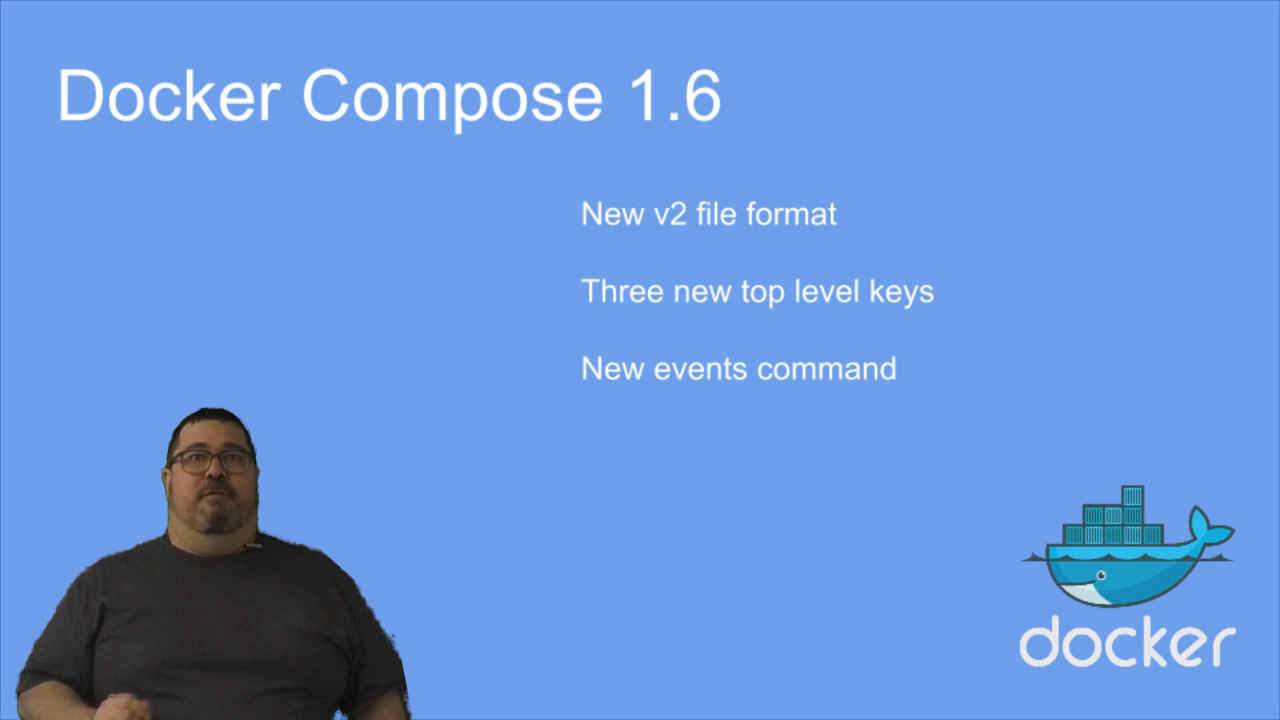 Docker Compose 1.6
New v2 file format
Three new top level keys
New events command
docker